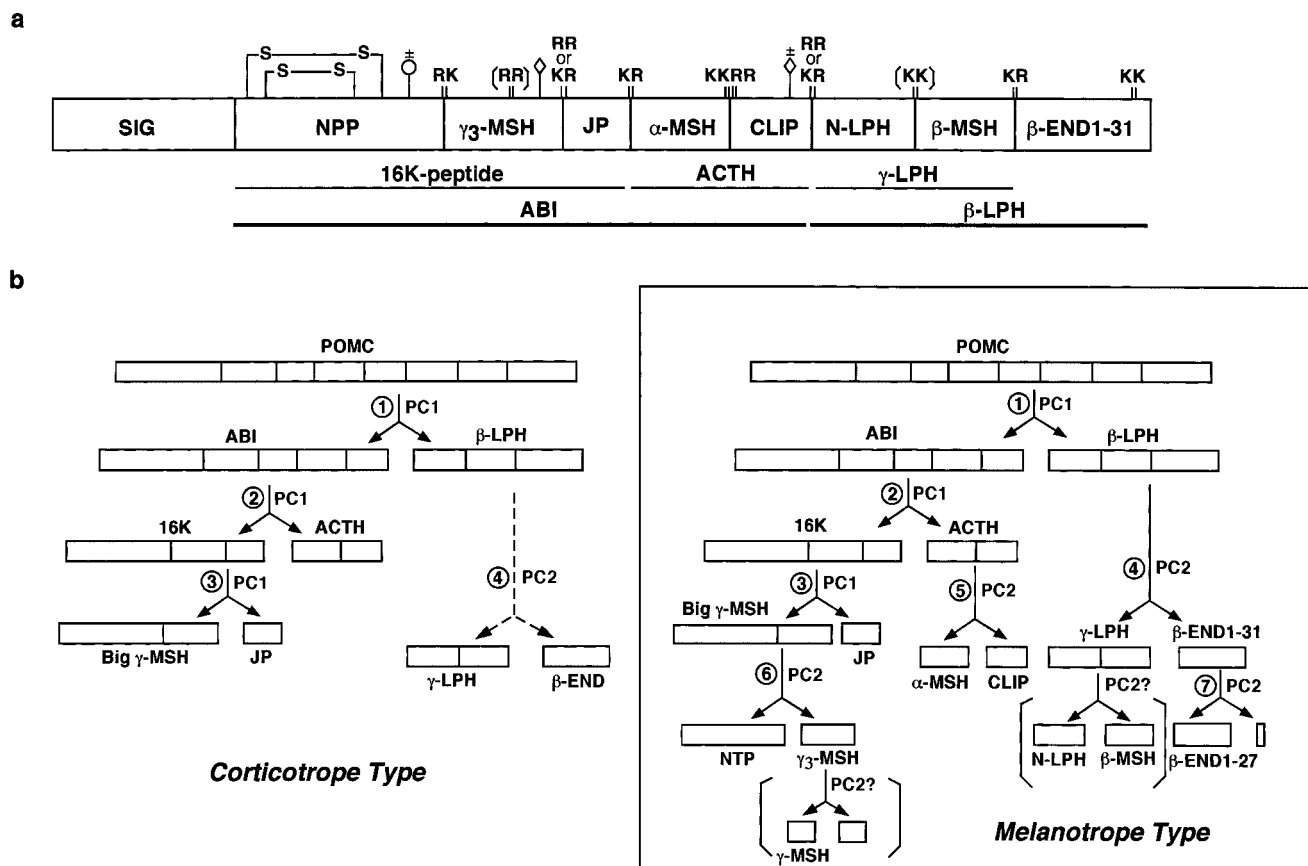 a
S S
S S
±
RK
(RR)
RR
or
KR
KR
KKRR
±
RR
or
KR
(KK)
KR
KK
SIG NPP γ3-MSH JP α-MSH CLIP N-LPH β-MSH β-END1-31
16K-peptide ACTH γ-LPH
ABI β-LPH
b
POMC
① PC1
ABI β-LPH
② PC1
16K ACTH
③ PC1
④ PC2
Big γ-MSH JP
γ-LPH β-END
Corticotrope Type
POMC
① PC1
ABI β-LPH
② PC1
16K ACTH
③ PC1
⑤ PC2
④ PC2
Big γ-MSH JP
α-MSH CLIP
γ-LPH β-END1-31
⑥ PC2
PC2?
⑦ PC2
NTP γ3-MSH
N-LPH β-MSH β-END1-27
PC2?
γ-MSH
Melanotrope Type